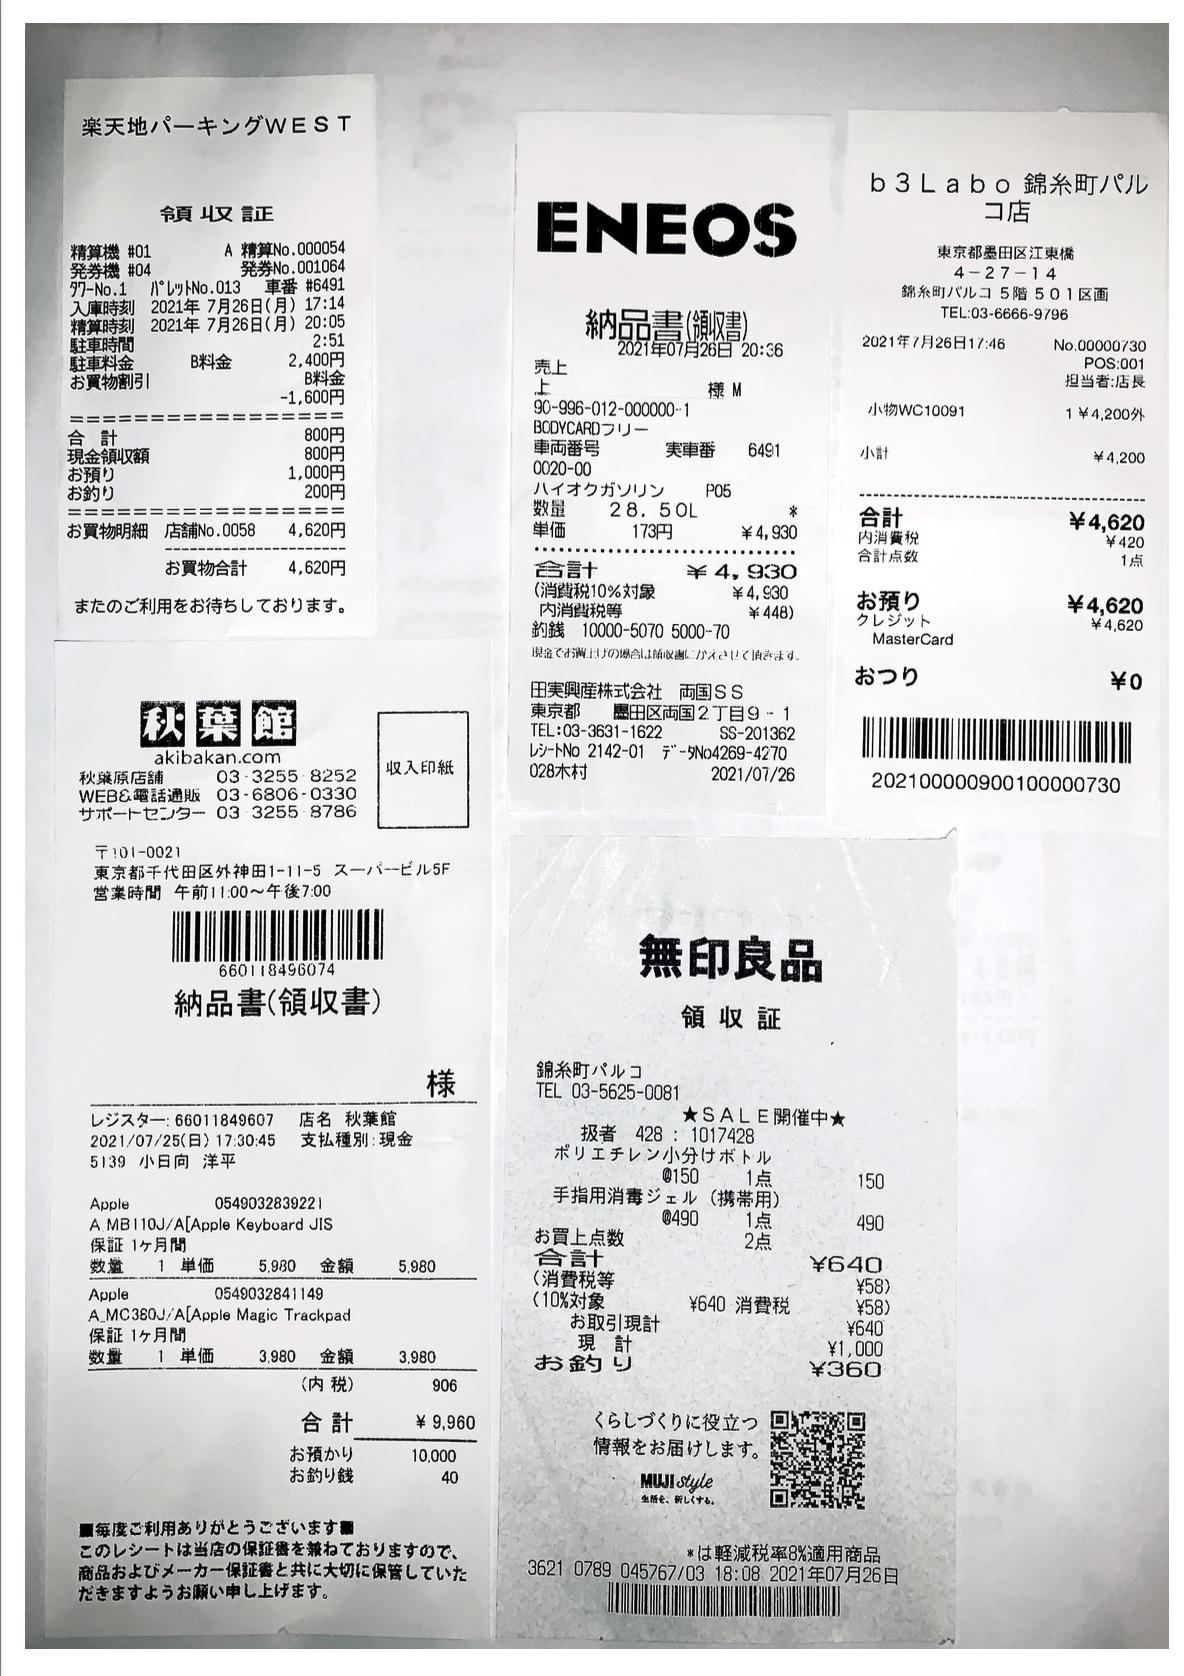 楽天地パーキングWEST
領収証
精算機 #01 A 精算No.000054
発券機 #04 発券No.001064
ﾀﾜｰNo.1 ﾊﾟﾚｯﾄNo.013 車番 #6491
入庫時刻 2021年 7月26日(月) 17:14
精算時刻 2021年 7月26日(月) 20:05
駐車時間 2:51
駐車料金 B料金 2,400円
お買物割引 B料金
-1,600円
==================
合 計 800円
現金領収額 800円
お預り 1,000円
お釣り 200円
==================
お買物明細 店舗No.0058 4,620円
----------------------
お買物合計 4,620円
またのご利用をお待ちしております。
ENEOS
納品書(領収書)
2021年07月26日 20:36
売上
上 様 M
90-996-012-000000-1
BODYCARDフリー
車両番号 実車番 6491
0020-00
ハイオクガソリン P05
数量 28.50L *
単価 173円 ¥4,930
合計 ¥4,930
(消費税10%対象 ¥4,930
内消費税等 ¥448)
釣銭 10000-5070 5000-70
現金でお買上げの場合は領収書にかえさせて頂きます。
田実興産株式会社 両国SS
東京都 墨田区両国2丁目9-1
TEL:03-3631-1622 SS-201362
ﾚｼｰﾄNo 2142-01 ﾃﾞｰﾀNo4269-4270
028木村 2021/07/26
b3Labo 錦糸町パル
コ店
東京都墨田区江東橋
4-27-14
錦糸町パルコ 5階 501区画
TEL:03-6666-9796
2021年7月26日17:46 No.00000730
POS:001
担当者:店長
小物WC10091 1 ¥4,200外
小計 ¥4,200
合計 ¥4,620
内消費税 ¥420
合計点数 1点
お預り ¥4,620
クレジット ¥4,620
MasterCard
おつり ¥0
202100000900100000730
秋葉館
akibakan.com
秋葉原店舗 03-3255-8252
WEB&電話通販 03-6806-0330
サポートセンター 03-3255-8786
収入印紙
〒101-0021
東京都千代田区外神田1-11-5 スーパービル5F
営業時間 午前11:00〜午後7:00
660118496074
納品書(領収書)
様
レジスター: 66011849607 店名 秋葉館
2021/07/25(日) 17:30:45 支払種別:現金
5139 小日向 洋平
Apple 0549032839221
A_MB110J/A[Apple Keyboard JIS
保証 1ヶ月間
数量 1 単価 5,980 金額 5,980
Apple 0549032841149
A_MC380J/A[Apple Magic Trackpad
保証 1ヶ月間
数量 1 単価 3,980 金額 3,980
(内 税) 906
合計 ¥ 9,960
お預かり 10,000
お釣り銭 40
■毎度ご利用ありがとうございます■
このレシートは当店の保証書を兼ねておりますので、
商品およびメーカー保証書と共に大切に保管していた
だきますようお願い申し上げます。
無印良品
領収証
錦糸町パルコ
TEL 03-5625-0081
★SALE開催中★
扱者 428 : 1017428
ポリエチレン小分けボトル
@150 1点 150
手指用消毒ジェル(携帯用)
@490 1点 490
お買上点数 2点
合計 ¥640
(消費税等 ¥58)
(10%対象 ¥640 消費税 ¥58)
お取引現計 ¥640
現 計 ¥1,000
お釣り ¥360
くらしづくりに役立つ
情報をお届けします。
MUJI style
生活を、新しくする。
*は軽減税率8%適用商品
3621 0789 045767/03 18:08 2021年07月26日